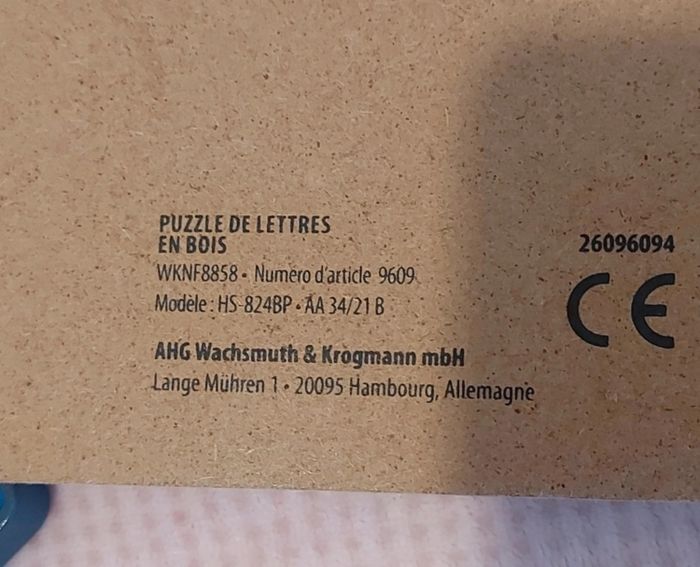 PUZZLE DE LETTRES
EN BOIS
WKNF8858 • Numéro d'article 9609
Modèle : HS-824BP • AA 34/21 B
AHG Wachsmuth & Krogmann mbH
Lange Mühren 1 • 20095 Hambourg, Allemagne
26096094
CE